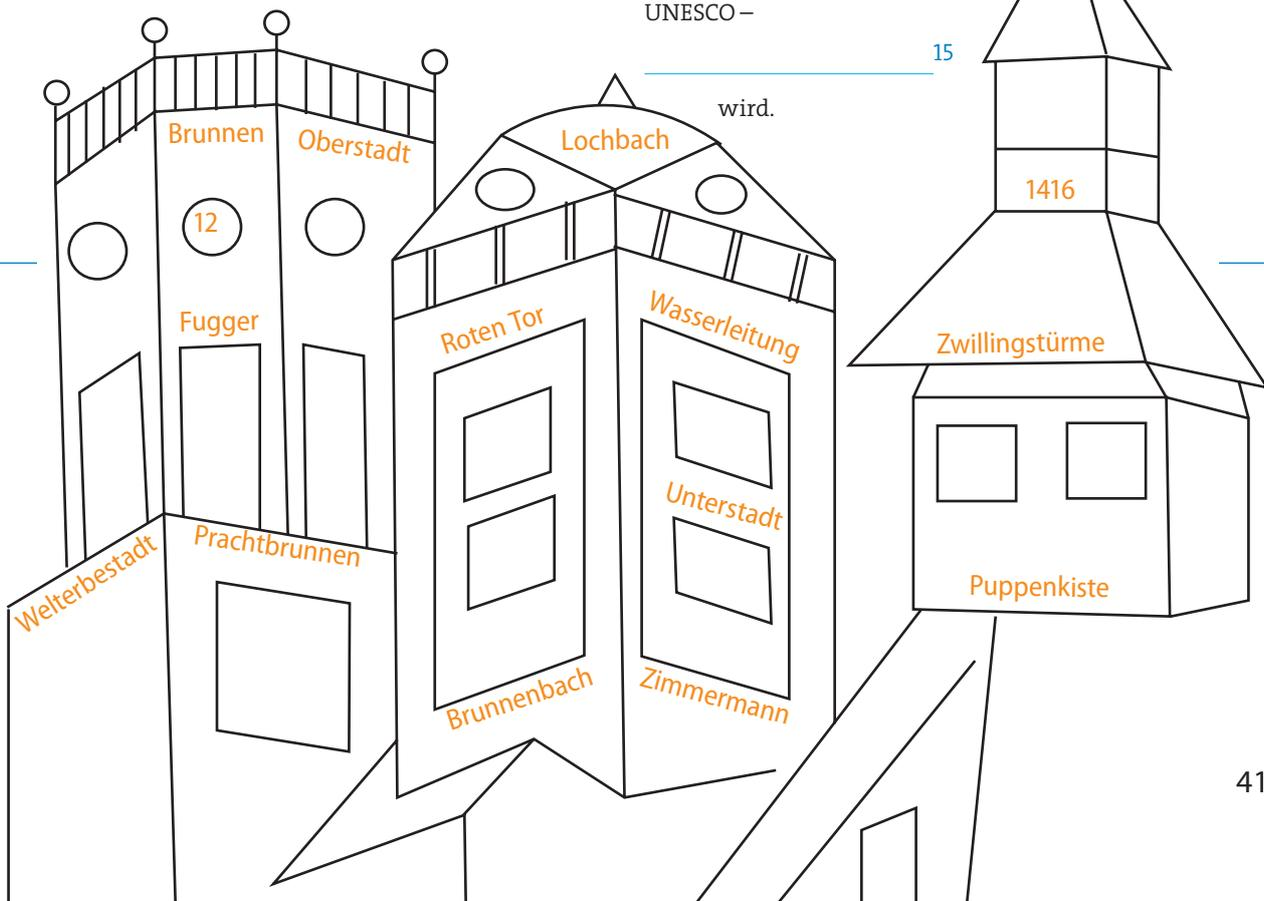 UNESCO –
15
wird.
Brunnen
Oberstadt
Lochbach
12
1416
Fugger
Roten Tor
Wasserleitung
Zwillingstürme
Unterstadt
Welterbestadt
Prachtbrunnen
Puppenkiste
Brunnenbach
Zimmermann
41